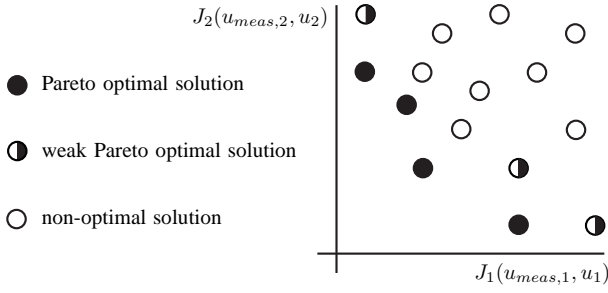 J_2(u_{meas,2}, u_2)
Pareto optimal solution
weak Pareto optimal solution
non-optimal solution
J_1(u_{meas,1}, u_1)